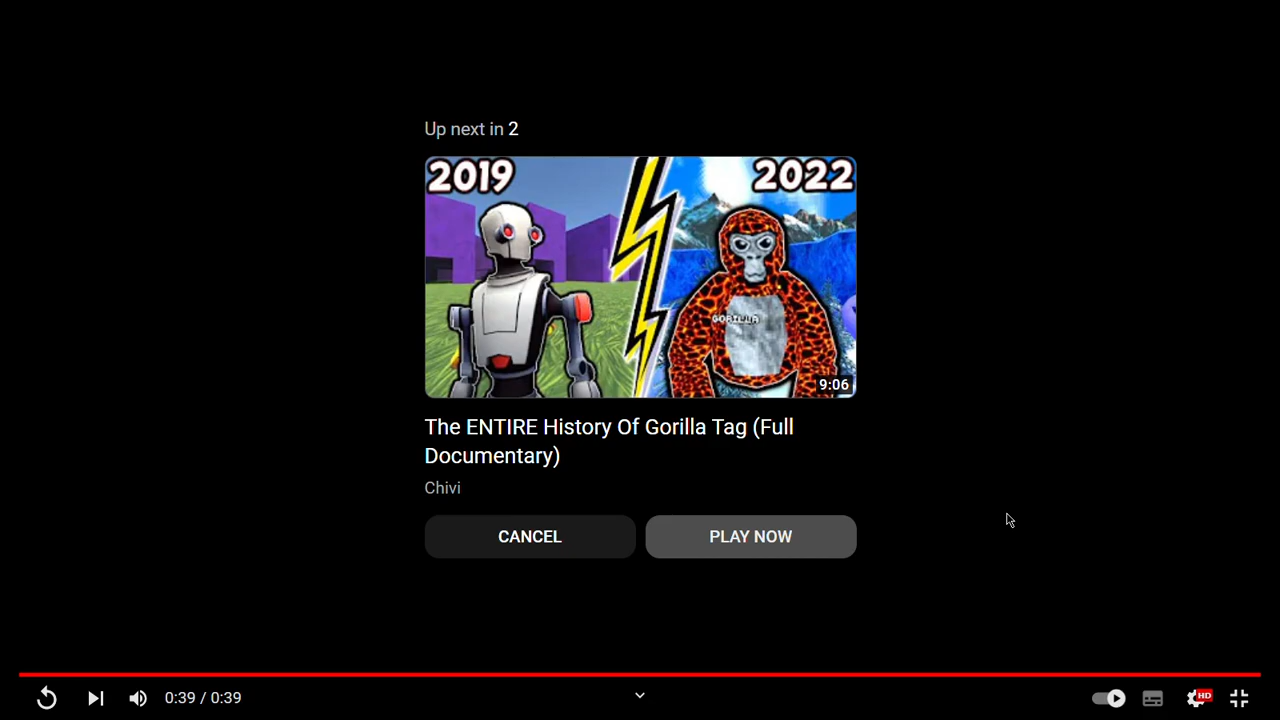 Up next in 2
2019
2022
GORILLA
9:06
The ENTIRE History Of Gorilla Tag (Full
Documentary)
Chivi
CANCEL
PLAY NOW
0:39 / 0:39
HD